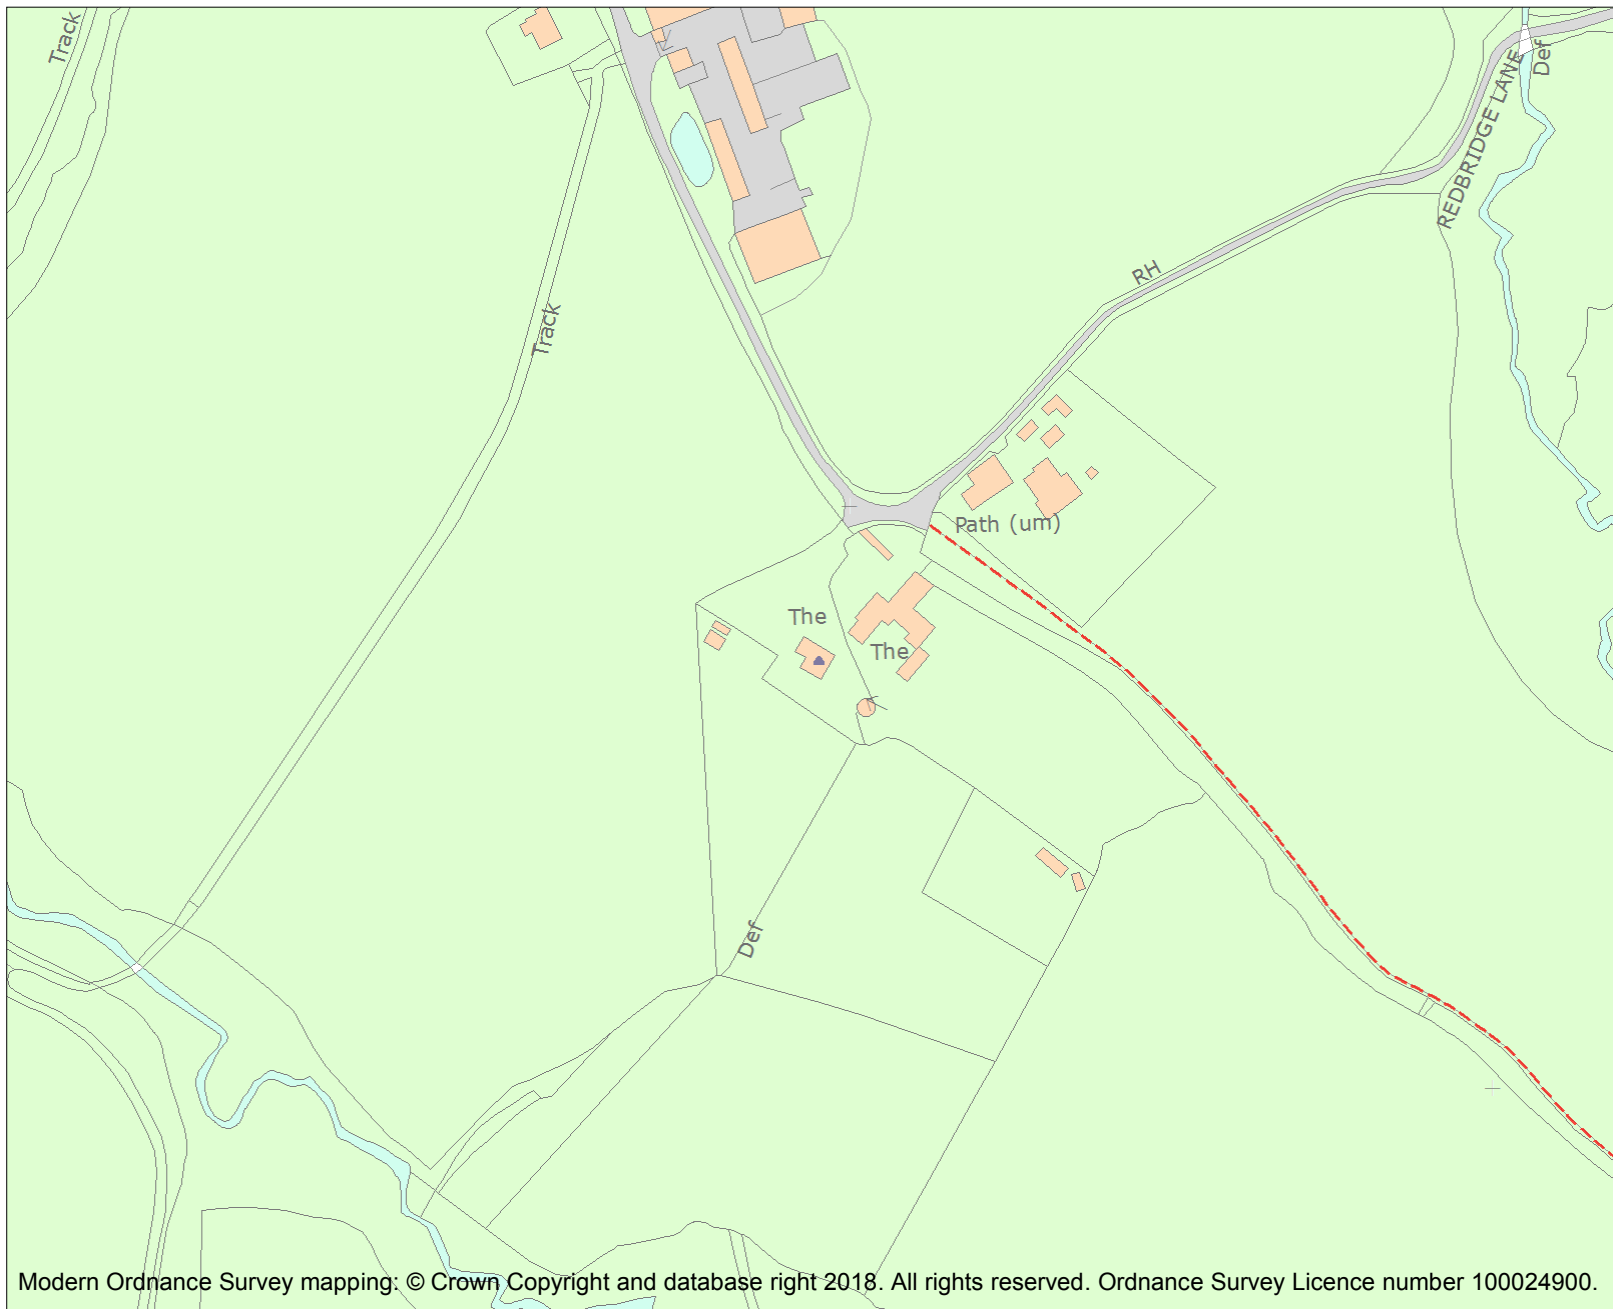 Track
Def
REDBRIDGE LANE
RH
Track
Path (um)
The
The
Def
Modern Ordnance Survey mapping: © Crown Copyright and database right 2018. All rights reserved. Ordnance Survey Licence number 100024900.